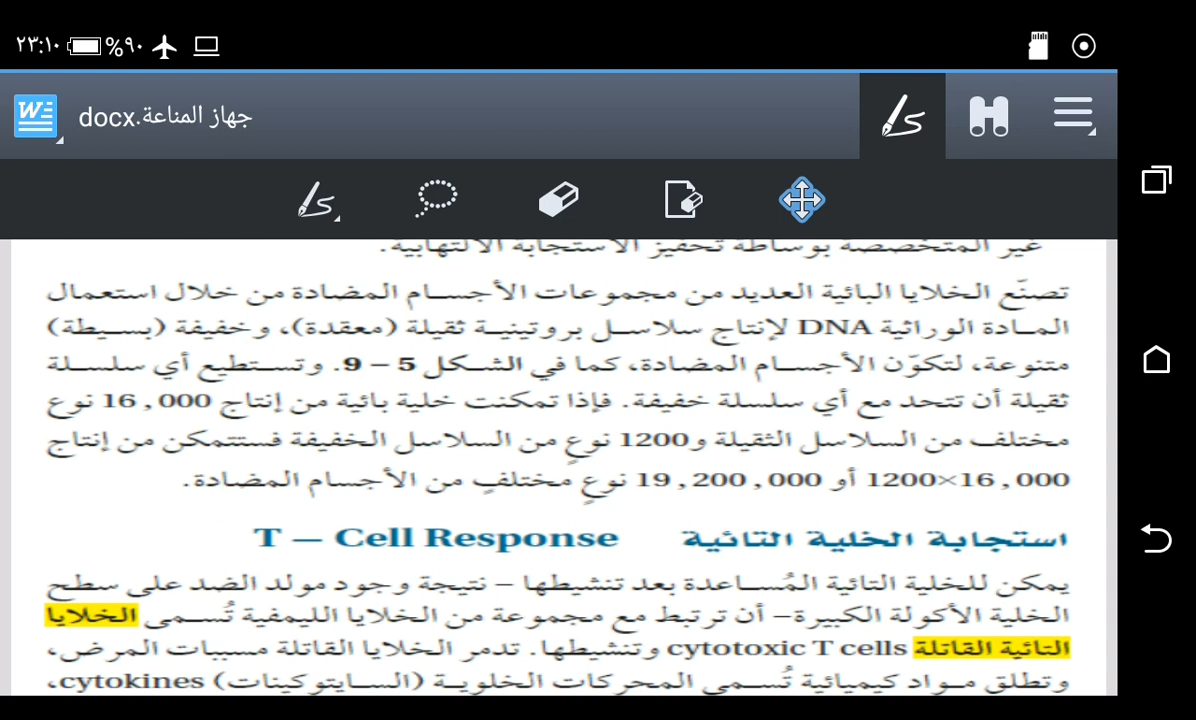 ٢٣:١٠ %٩٠
W
جهاز المناعة.docx
غير المتخصصة بوساطة تحفيز الاستجابة الالتهابية.
تصنّع الخلايا البائية العديد من مجموعات الأجسام المضادة من خلال استعمال
المادة الوراثية DNA لإنتاج سلاسل بروتينية ثقيلة (معقدة)، وخفيفة (بسيطة)
متنوعة، لتكوّن الأجسام المضادة، كما في الشكل 5 – 9. وتستطيع أي سلسلة
ثقيلة أن تتحد مع أي سلسلة خفيفة. فإذا تمكنت خلية بائية من إنتاج 16,000 نوع
مختلف من السلاسل الثقيلة و1200 نوعٍ من السلاسل الخفيفة فستتمكن من إنتاج
1200×16,000 أو 19,200,000 نوعٍ مختلفٍ من الأجسام المضادة.
استجابة الخلية التائية T – Cell Response
يمكن للخلية التائية المُساعدة بعد تنشيطها – نتيجة وجود مولد الضد على سطح
الخلية الأكولة الكبيرة– أن ترتبط مع مجموعة من الخلايا الليمفية تُسمى الخلايا
التائية القاتلة cytotoxic T cells وتنشيطها. تدمر الخلايا القاتلة مسببات المرض،
وتطلق مواد كيميائية تُسمى المحركات الخلوية (السايتوكينات) cytokines،